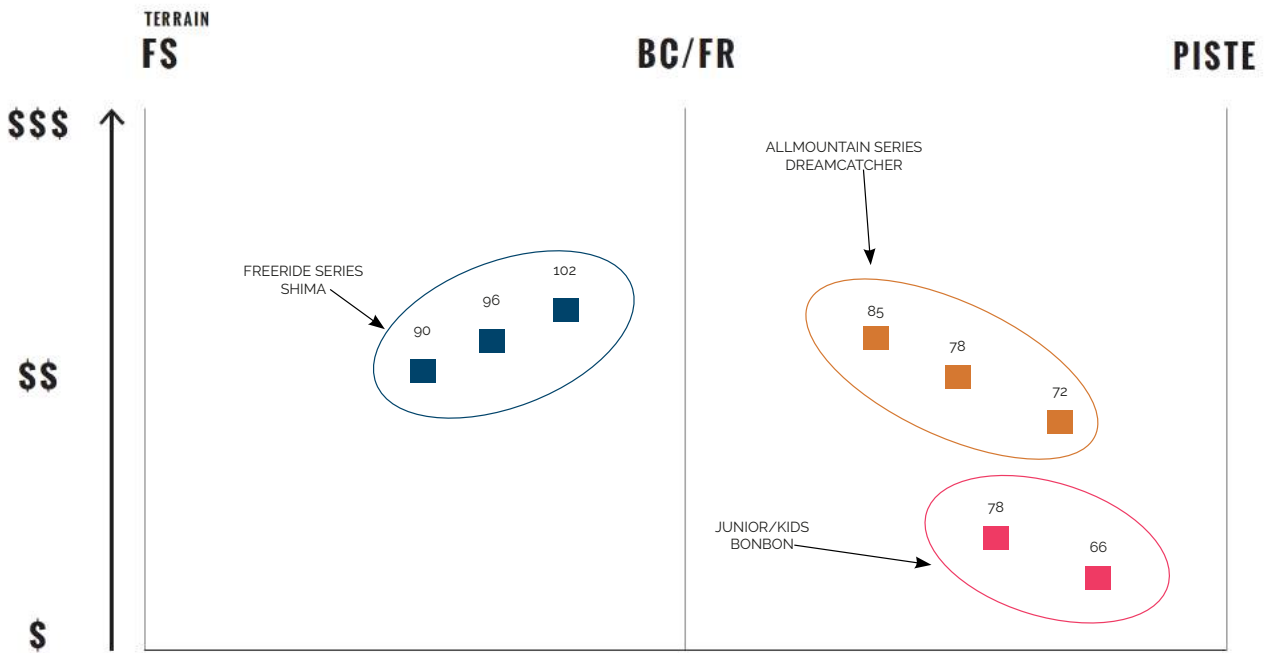 TERRAIN
FS
BC/FR
PISTE
$$$
ALLMOUNTAIN SERIES
DREAMCATCHER
FREERIDE SERIES
SHIMA
102
96
90
85
78
72
$$
78
66
JUNIOR/KIDS
BONBON
$